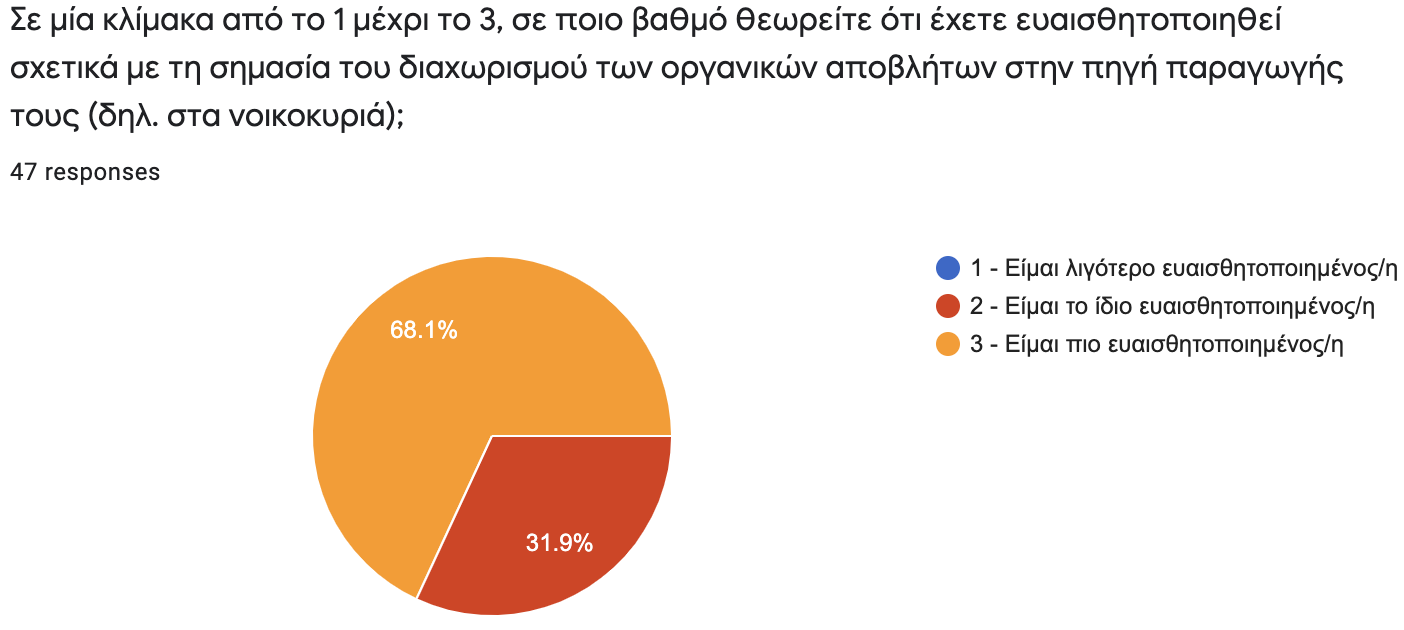 Σε μία κλίμακα από το 1 μέχρι το 3, σε ποιο βαθμό θεωρείτε ότι έχετε ευαισθητοποιηθεί
σχετικά με τη σημασία του διαχωρισμού των οργανικών αποβλήτων στην πηγή παραγωγής
τους (δηλ. στα νοικοκυριά);
47 responses
1 - Είμαι λιγότερο ευαισθητοποιημένος/η
2 - Είμαι το ίδιο ευαισθητοποιημένος/η
3 - Είμαι πιο ευαισθητοποιημένος/η
68.1%
31.9%